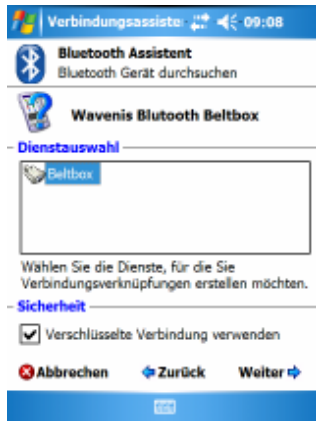 Verbindungsassiste 09:08
Bluetooth Assistent
Bluetooth Gerät durchsuchen
Wavenis Blutooth Beltbox
Dienstauswahl
Beltbox
Wählen Sie die Dienste, für die Sie
Verbindungsverknüpfungen erstellen möchten.
Sicherheit
Verschlüsselte Verbindung verwenden
Abbrechen Zurück Weiter